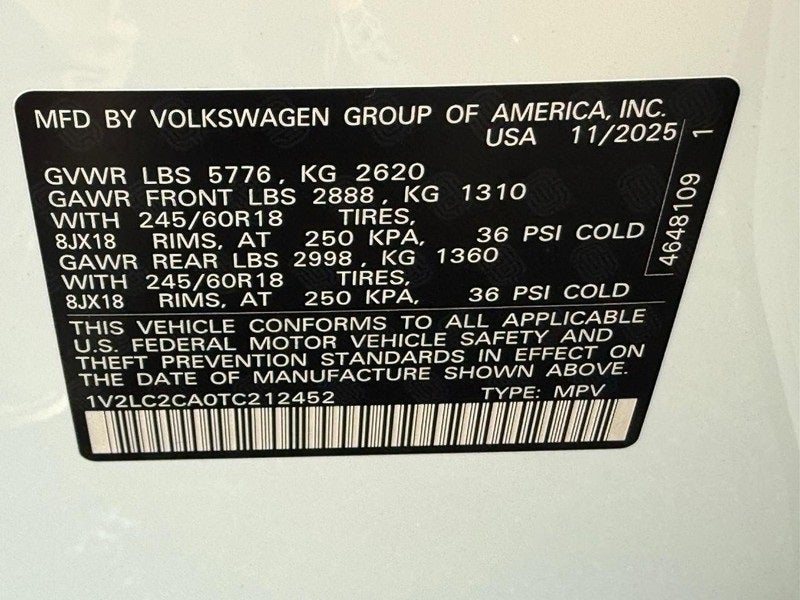 MFD BY VOLKSWAGEN GROUP OF AMERICA, INC.
USA 11/2025
GVWR LBS 5776, KG 2620
GAWR FRONT LBS 2888, KG 1310
WITH 245/60R18 TIRES,
8JX18 RIMS, AT 250 KPA, 36 PSI COLD
GAWR REAR LBS 2998, KG 1360
WITH 245/60R18 TIRES,
8JX18 RIMS, AT 250 KPA, 36 PSI COLD
THIS VEHICLE CONFORMS TO ALL APPLICABLE
U.S. FEDERAL MOTOR VEHICLE SAFETY AND
THEFT PREVENTION STANDARDS IN EFFECT ON
THE DATE OF MANUFACTURE SHOWN ABOVE.
1V2LC2CA0TC212452 TYPE: MPV
4648109 1